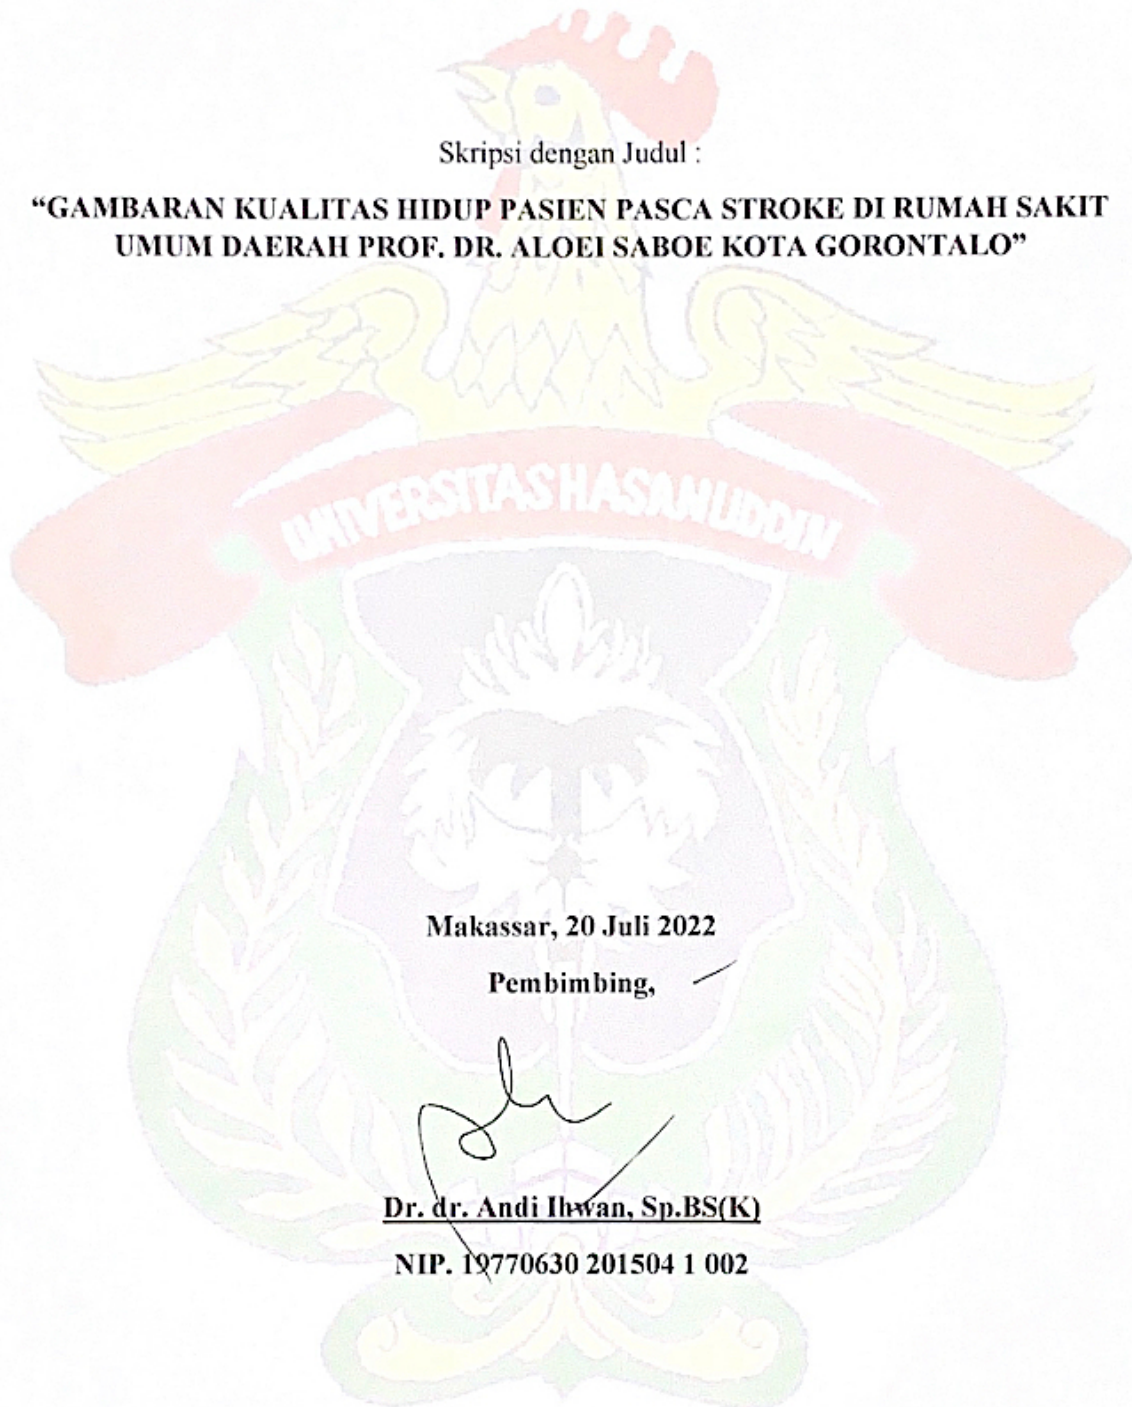 Skripsi dengan Judul :
“GAMBARAN KUALITAS HIDUP PASIEN PASCA STROKE DI RUMAH SAKIT
UMUM DAERAH PROF. DR. ALOEI SABOE KOTA GORONTALO”
UNIVERSITAS HASANUDDIN
Makassar, 20 Juli 2022
Pembimbing,
Dr. dr. Andi Ihwan, Sp.BS(K)
NIP. 19770630 201504 1 002